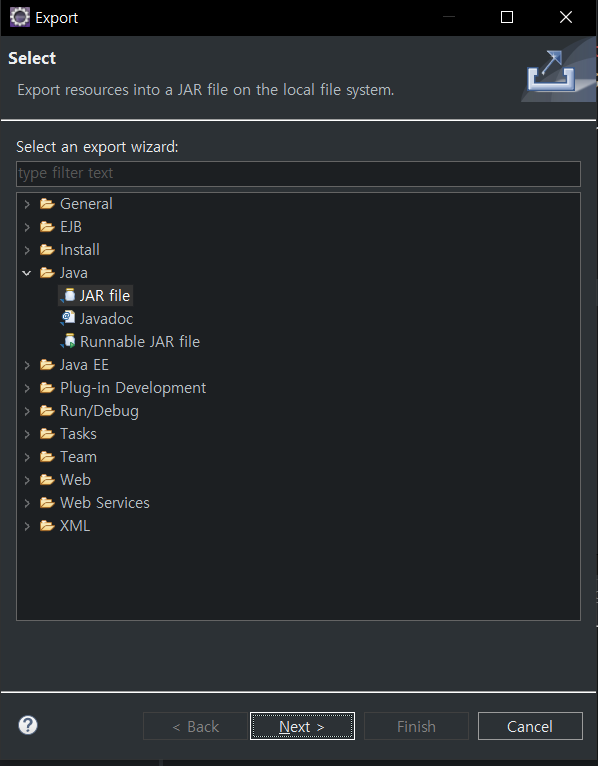 Export
Select
Export resources into a JAR file on the local file system.
Select an export wizard:
type filter text
General
EJB
Install
Java
JAR file
Javadoc
Runnable JAR file
Java EE
Plug-in Development
Run/Debug
Tasks
Team
Web
Web Services
XML
< Back Next > Finish Cancel